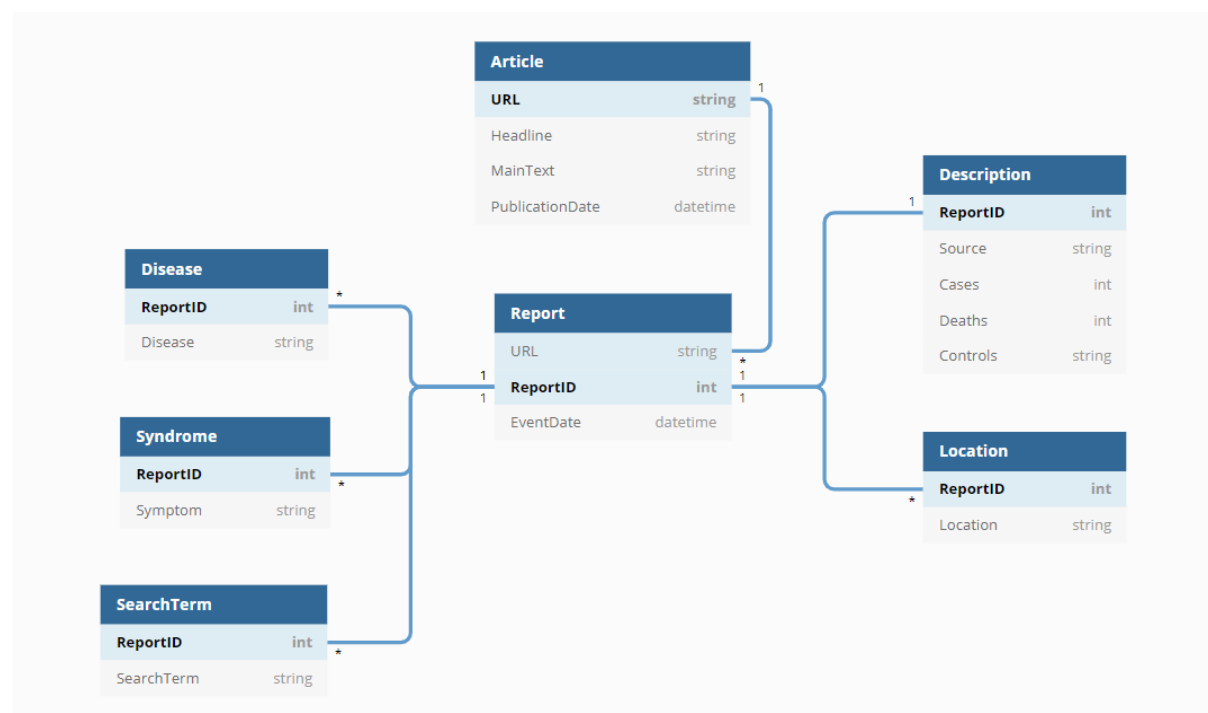 Article
URL string
Headline string
MainText string
PublicationDate datetime
1
Description
ReportID int
Source string
Cases int
Deaths int
Controls string
1
Disease
ReportID int
Disease string
*
Report
URL string
ReportID int
EventDate datetime
*
1
1
1
1
Syndrome
ReportID int
Symptom string
*
Location
ReportID int
Location string
*
SearchTerm
ReportID int
SearchTerm string
*